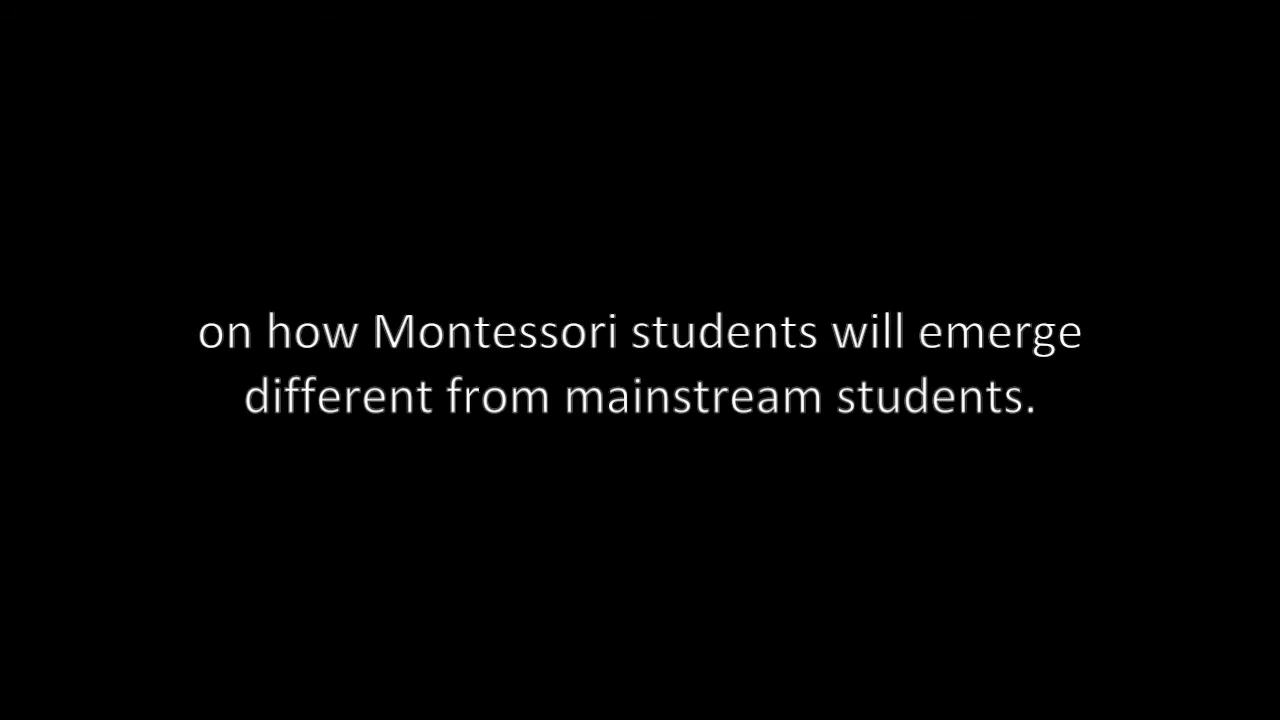 on how Montessori students will emerge
different from mainstream students.